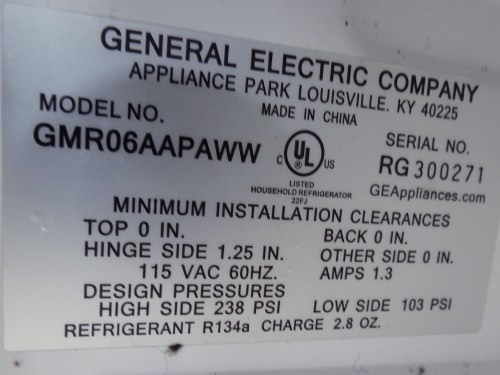 GENERAL ELECTRIC COMPANY
APPLIANCE PARK LOUISVILLE, KY 40225
MADE IN CHINA
MODEL NO.
GMR06AAPAWW
C UL US
LISTED
HOUSEHOLD REFRIGERATOR
22FJ
SERIAL NO.
RG300271
GEAppliances.com
MINIMUM INSTALLATION CLEARANCES
TOP 0 IN. BACK 0 IN.
HINGE SIDE 1.25 IN. OTHER SIDE 0 IN.
115 VAC 60HZ. AMPS 1.3
DESIGN PRESSURES
HIGH SIDE 238 PSI LOW SIDE 103 PSI
REFRIGERANT R134a CHARGE 2.8 OZ.